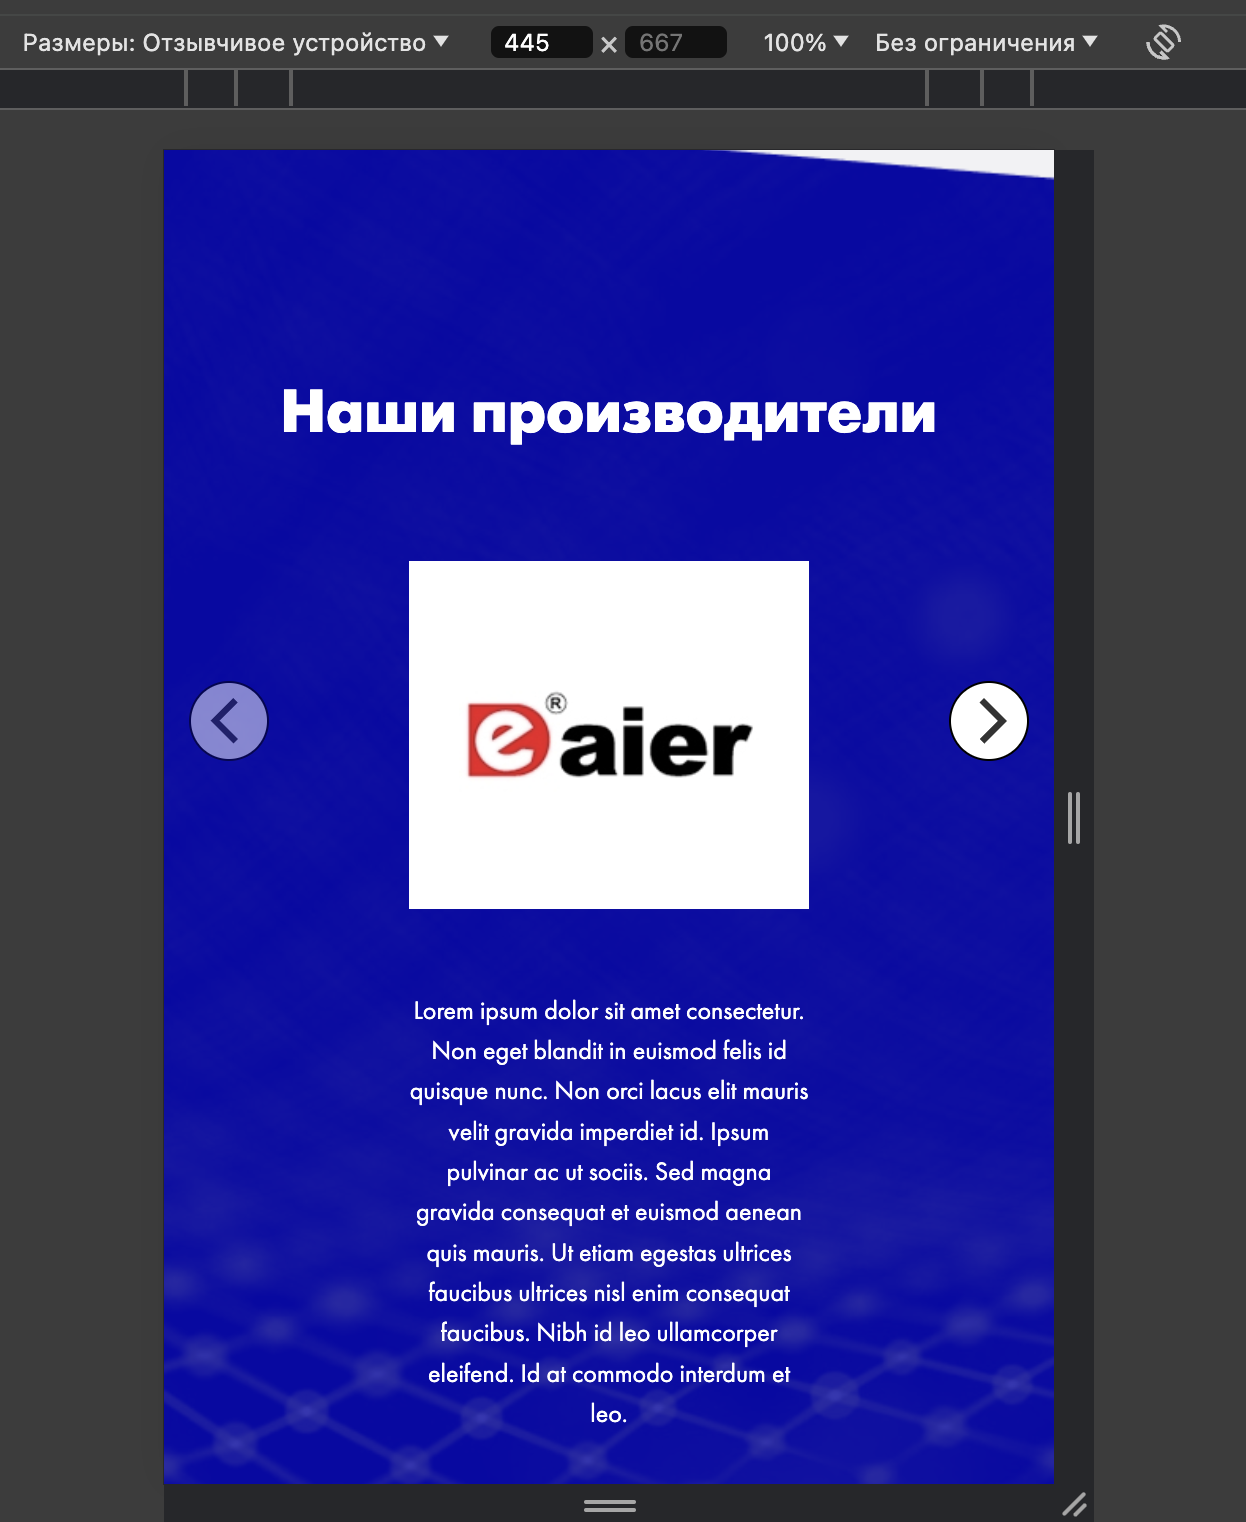 Размеры: Отзывчивое устройство ▼ 445 × 667 100% ▼ Без ограничения ▼
Наши производители
eaier®
Lorem ipsum dolor sit amet consectetur.
Non eget blandit in euismod felis id
quisque nunc. Non orci lacus elit mauris
velit gravida imperdiet id. Ipsum
pulvinar ac ut sociis. Sed magna
gravida consequat et euismod aenean
quis mauris. Ut etiam egestas ultrices
faucibus ultrices nisl enim consequat
faucibus. Nibh id leo ullamcorper
eleifend. Id at commodo interdum et
leo.